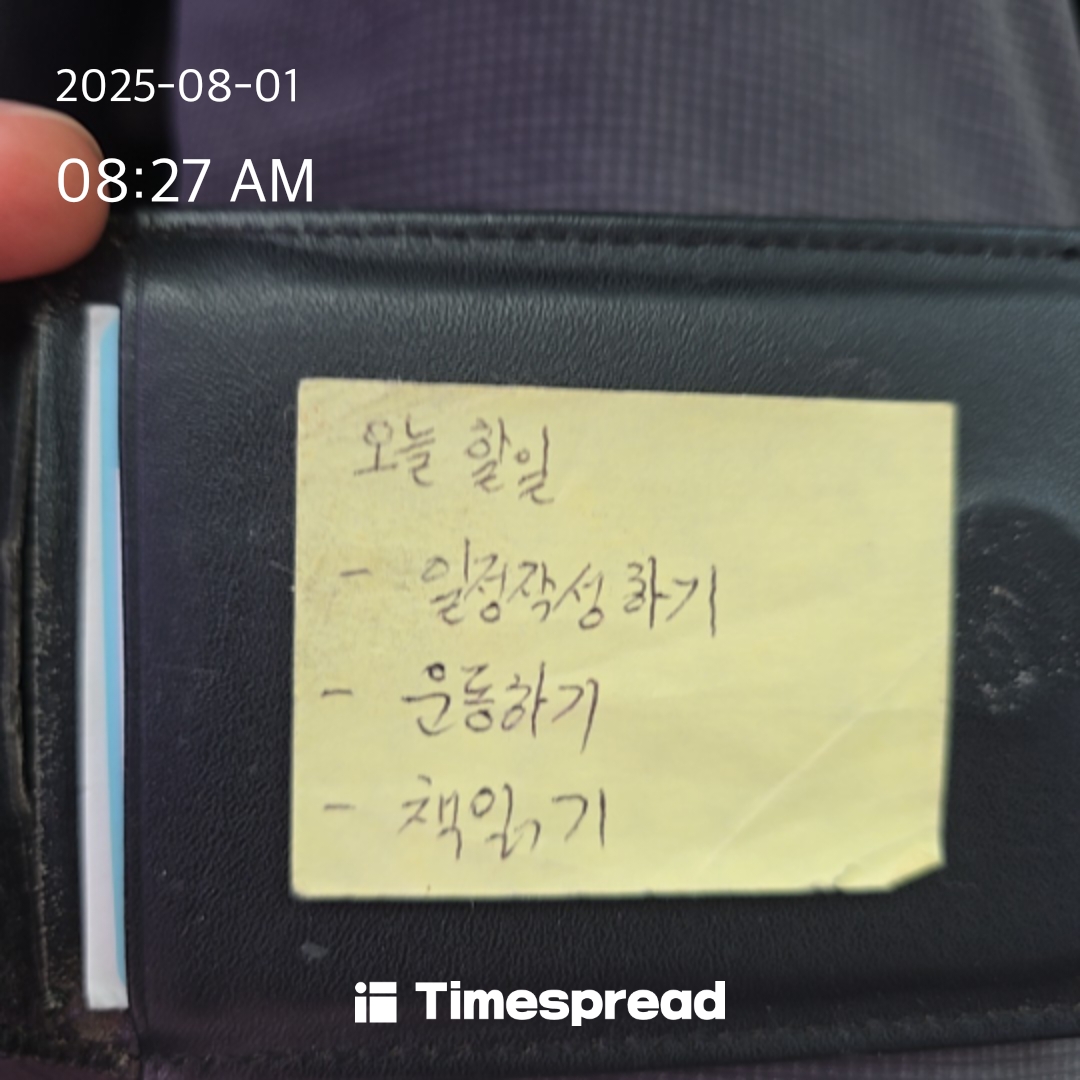 2025-08-01
08:27 AM
오늘 할일
- 일정작성하기
- 운동하기
- 책읽기
Timespread